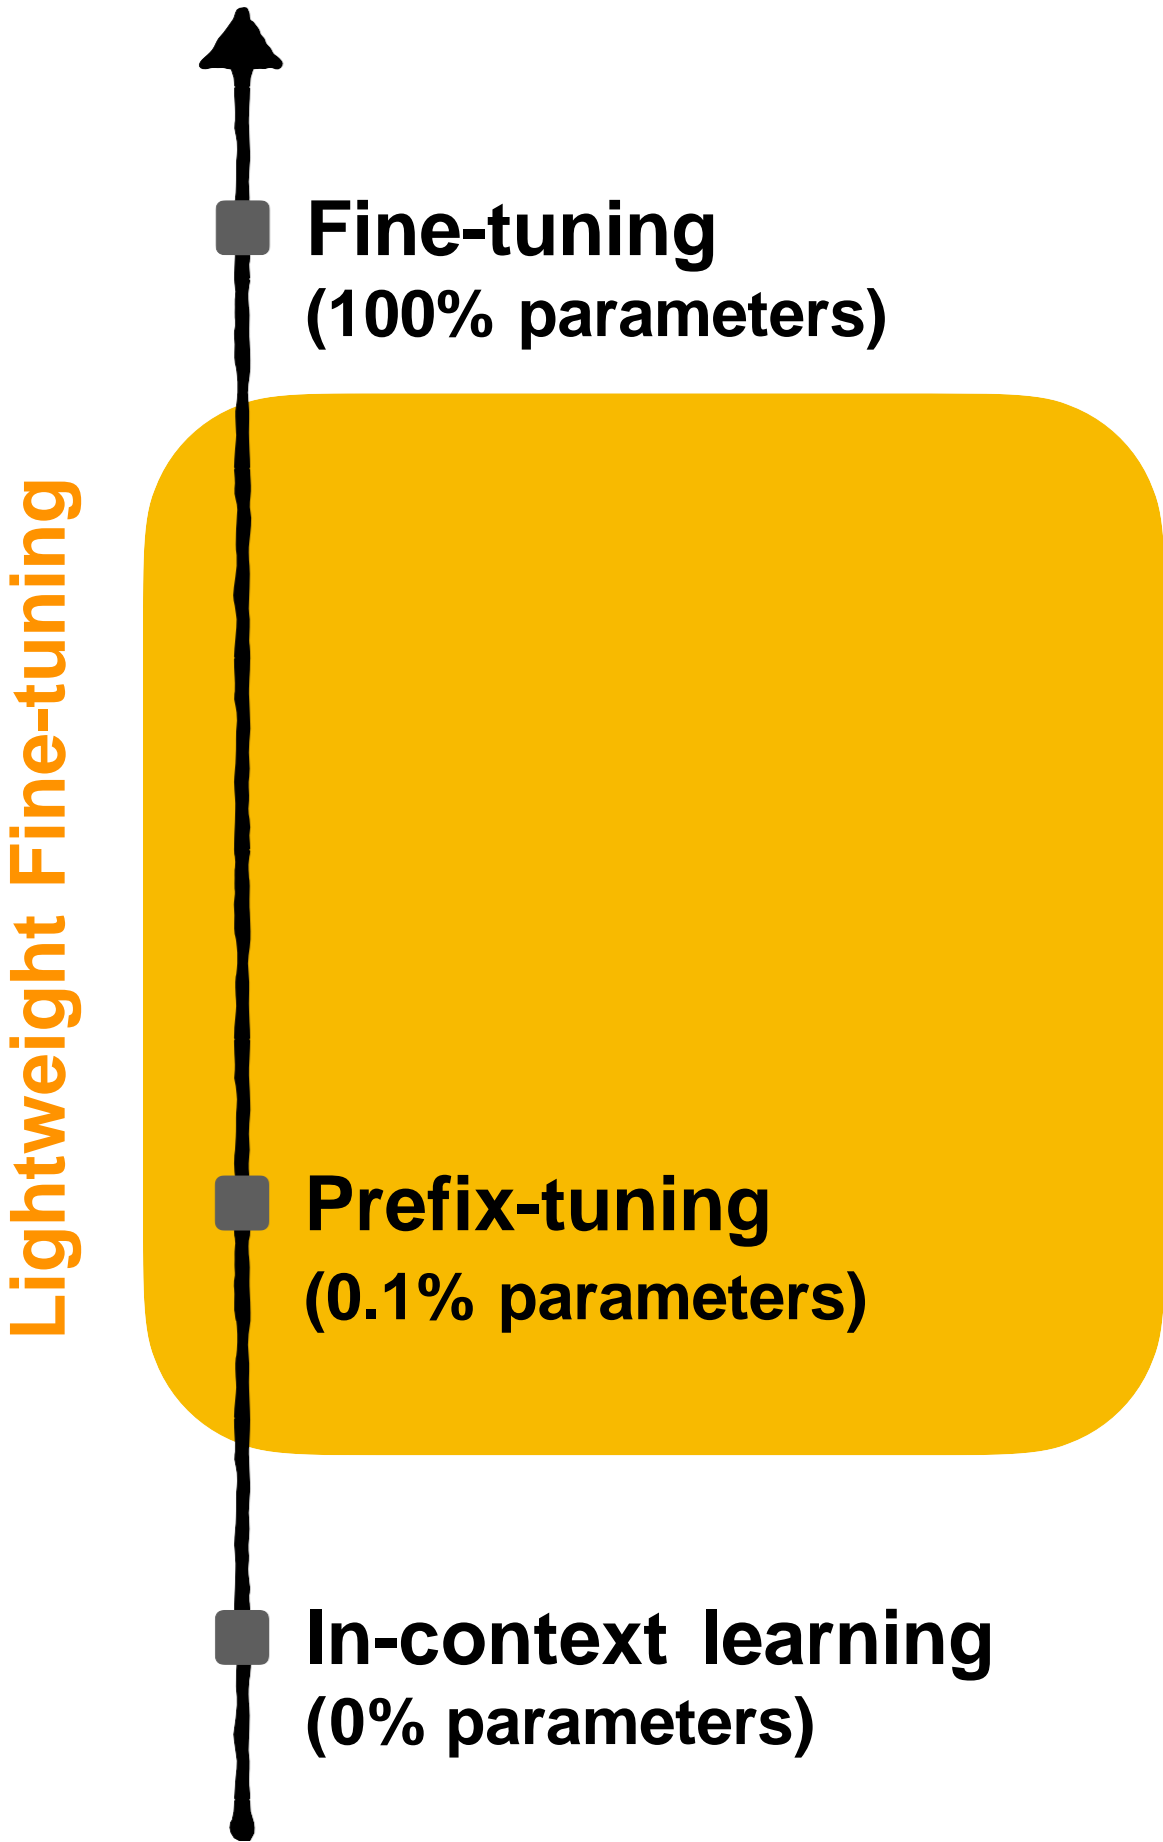 Fine-tuning
(100% parameters)
Lightweight Fine-tuning
Prefix-tuning
(0.1% parameters)
In-context learning
(0% parameters)